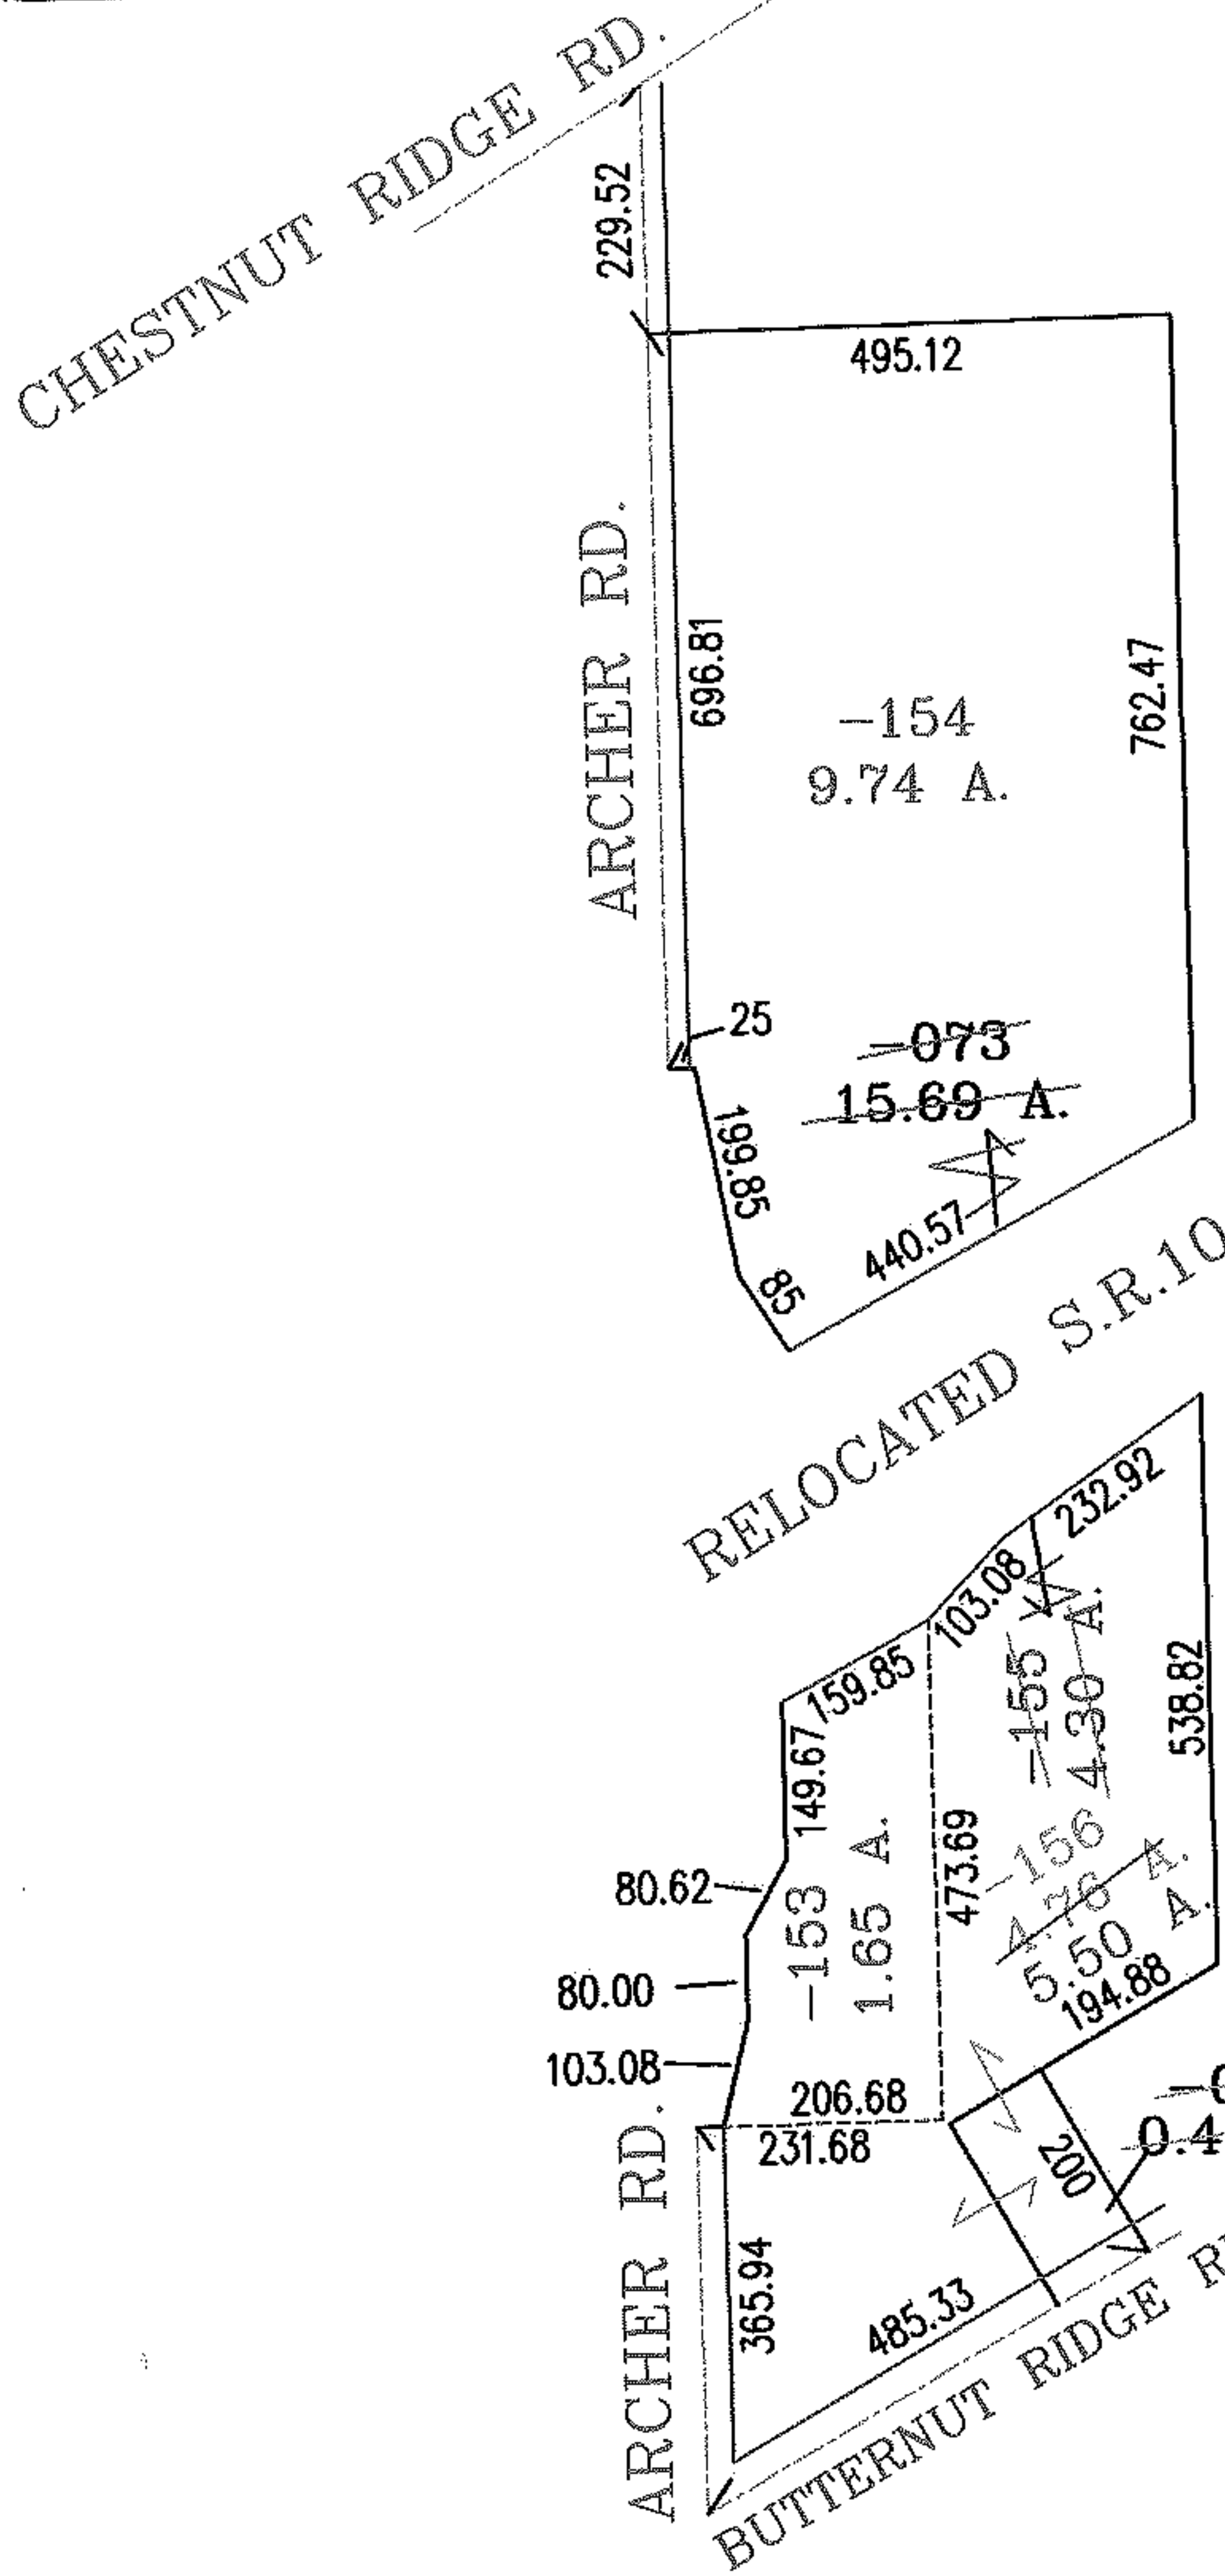 CHESTNUT RIDGE RD.
229.52
495.12
ARCHER RD.
696.81
762.47
-154
9.74 A.
25
-073
15.69 A.
199.85
85
440.57
RELOCATED S.R.10
232.92
103.08
159.85
149.67
-155
4.30 A.
538.82
80.62
-153
1.65 A.
473.69
-156
4.76 A.
5.50 A.
194.88
80.00
103.08
206.68
231.68
200
0.4
ARCHER RD.
365.94
485.33
BUTTERNUT RIDGE